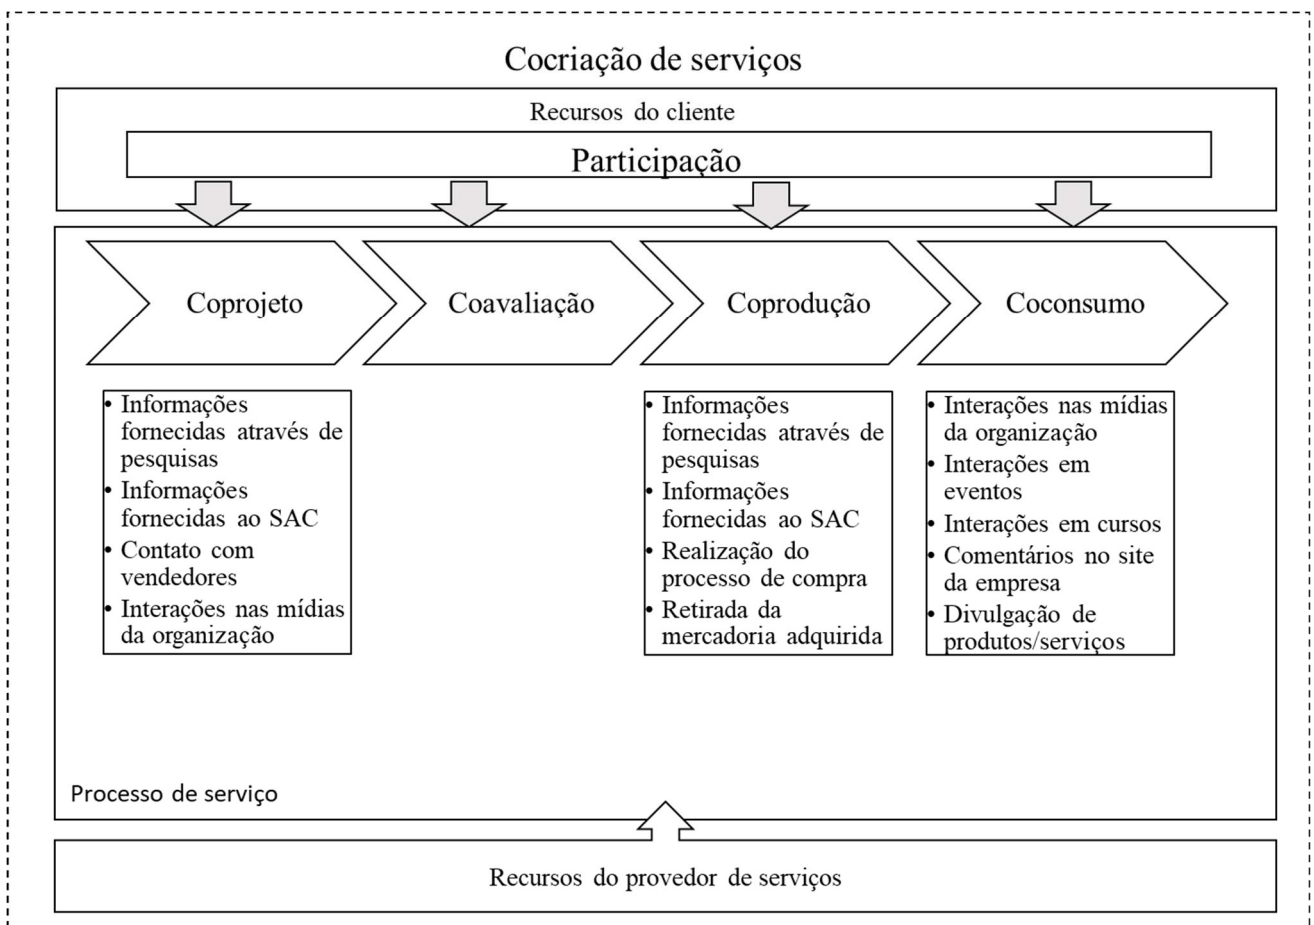 Cocriação de serviços
Recursos do cliente
Participação
Coprojeto
Coavaliação
Coprodução
Coconsumo
• Informações
fornecidas através de
pesquisas
• Informações
fornecidas ao SAC
• Contato com
vendedores
• Interações nas mídias
da organização
• Informações
fornecidas através de
pesquisas
• Informações
fornecidas ao SAC
• Realização do
processo de compra
• Retirada da
mercadoria adquirida
• Interações nas mídias
da organização
• Interações em
eventos
• Interações em cursos
• Comentários no site
da empresa
• Divulgação de
produtos/serviços
Processo de serviço
Recursos do provedor de serviços